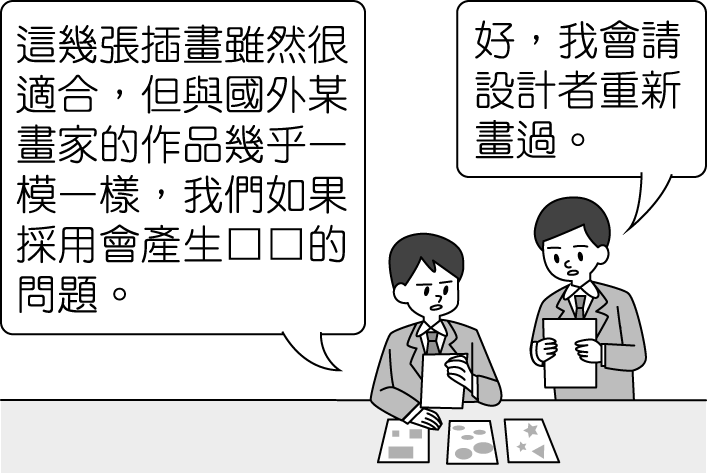 這幾張插畫雖然很
適合，但與國外某
畫家的作品幾乎一
模一樣，我們如果
採用會產生□□的
問題。
好，我會請
設計者重新
畫過。